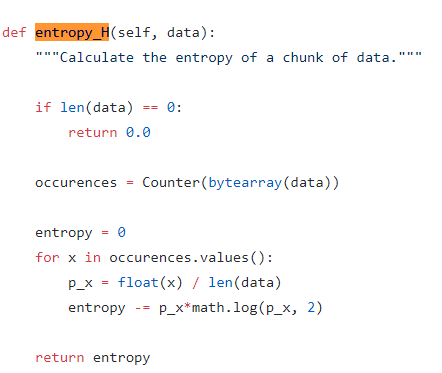 def entropy_H(self, data):
    """Calculate the entropy of a chunk of data."""
    if len(data) == 0:
        return 0.0
    occurences = Counter(bytearray(data))
    entropy = 0
    for x in occurences.values():
        p_x = float(x) / len(data)
        entropy -= p_x*math.log(p_x, 2)
    return entropy